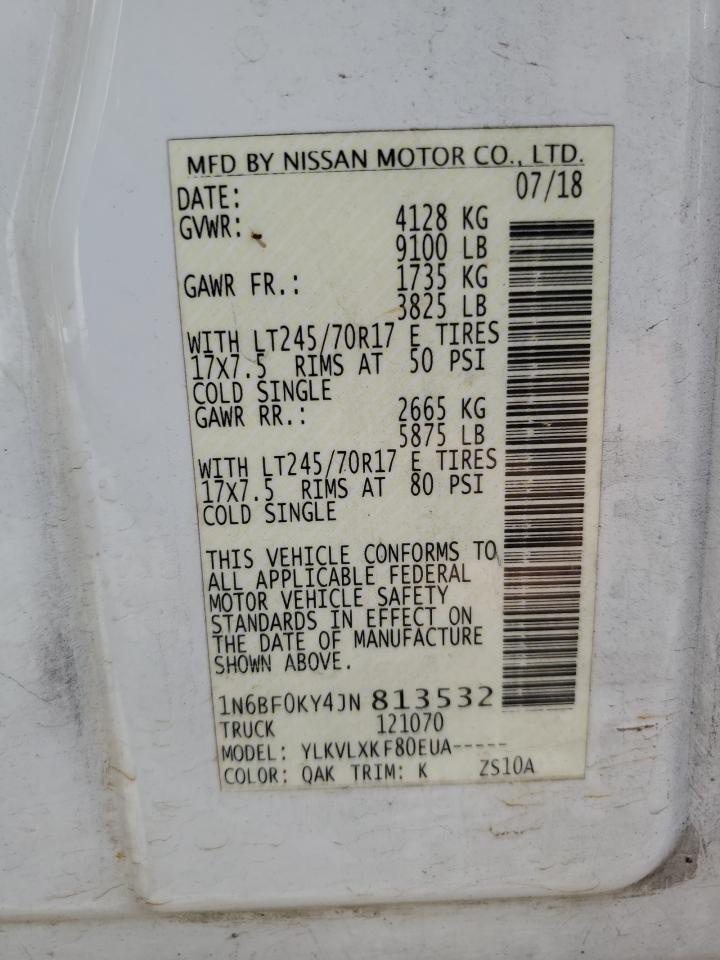 MFD BY NISSAN MOTOR CO., LTD.
DATE: 07/18
GVWR: 4128 KG
9100 LB
GAWR FR.: 1735 KG
3825 LB
WITH LT245/70R17 E TIRES
17X7.5 RIMS AT 50 PSI
COLD SINGLE
GAWR RR.: 2665 KG
5875 LB
WITH LT245/70R17 E TIRES
17X7.5 RIMS AT 80 PSI
COLD SINGLE
THIS VEHICLE CONFORMS TO
ALL APPLICABLE FEDERAL
MOTOR VEHICLE SAFETY
STANDARDS IN EFFECT ON
THE DATE OF MANUFACTURE
SHOWN ABOVE.
1N6BF0KY4JN 813532
TRUCK 121070
MODEL: YLKVLXKF80EUA-----
COLOR: QAK TRIM: K ZS10A